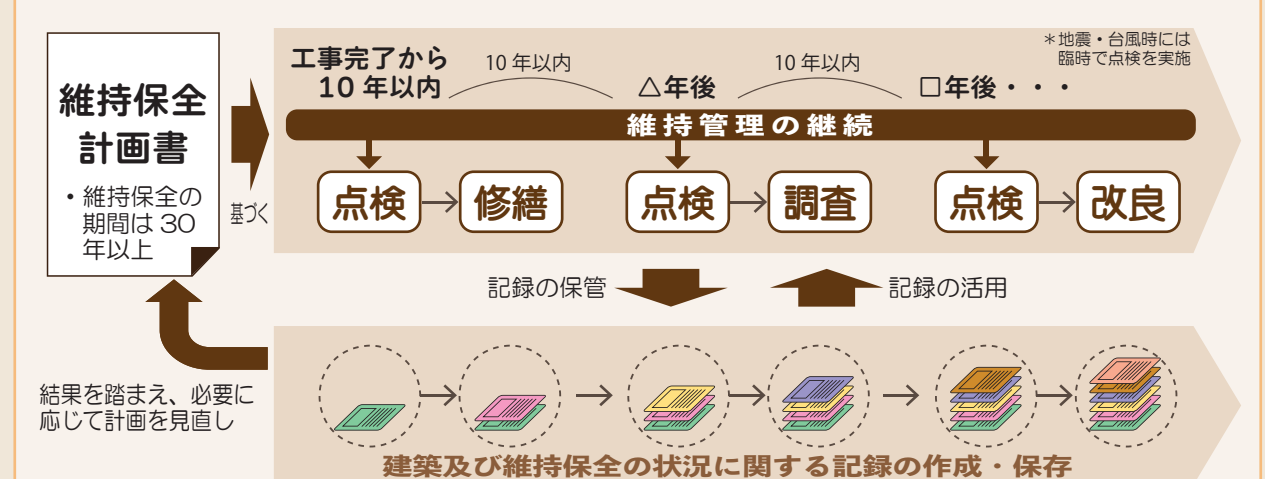 維持保全
計画書
・維持保全の
期間は 30
年以上
基づく
工事完了から
10 年以内
10 年以内
△年後
10 年以内
□年後・・・
＊地震・台風時には
臨時で点検を実施
維持管理の継続
点検
修繕
点検
調査
点検
改良
記録の保管
記録の活用
結果を踏まえ、必要に
応じて計画を見直し
建築及び維持保全の状況に関する記録の作成・保存